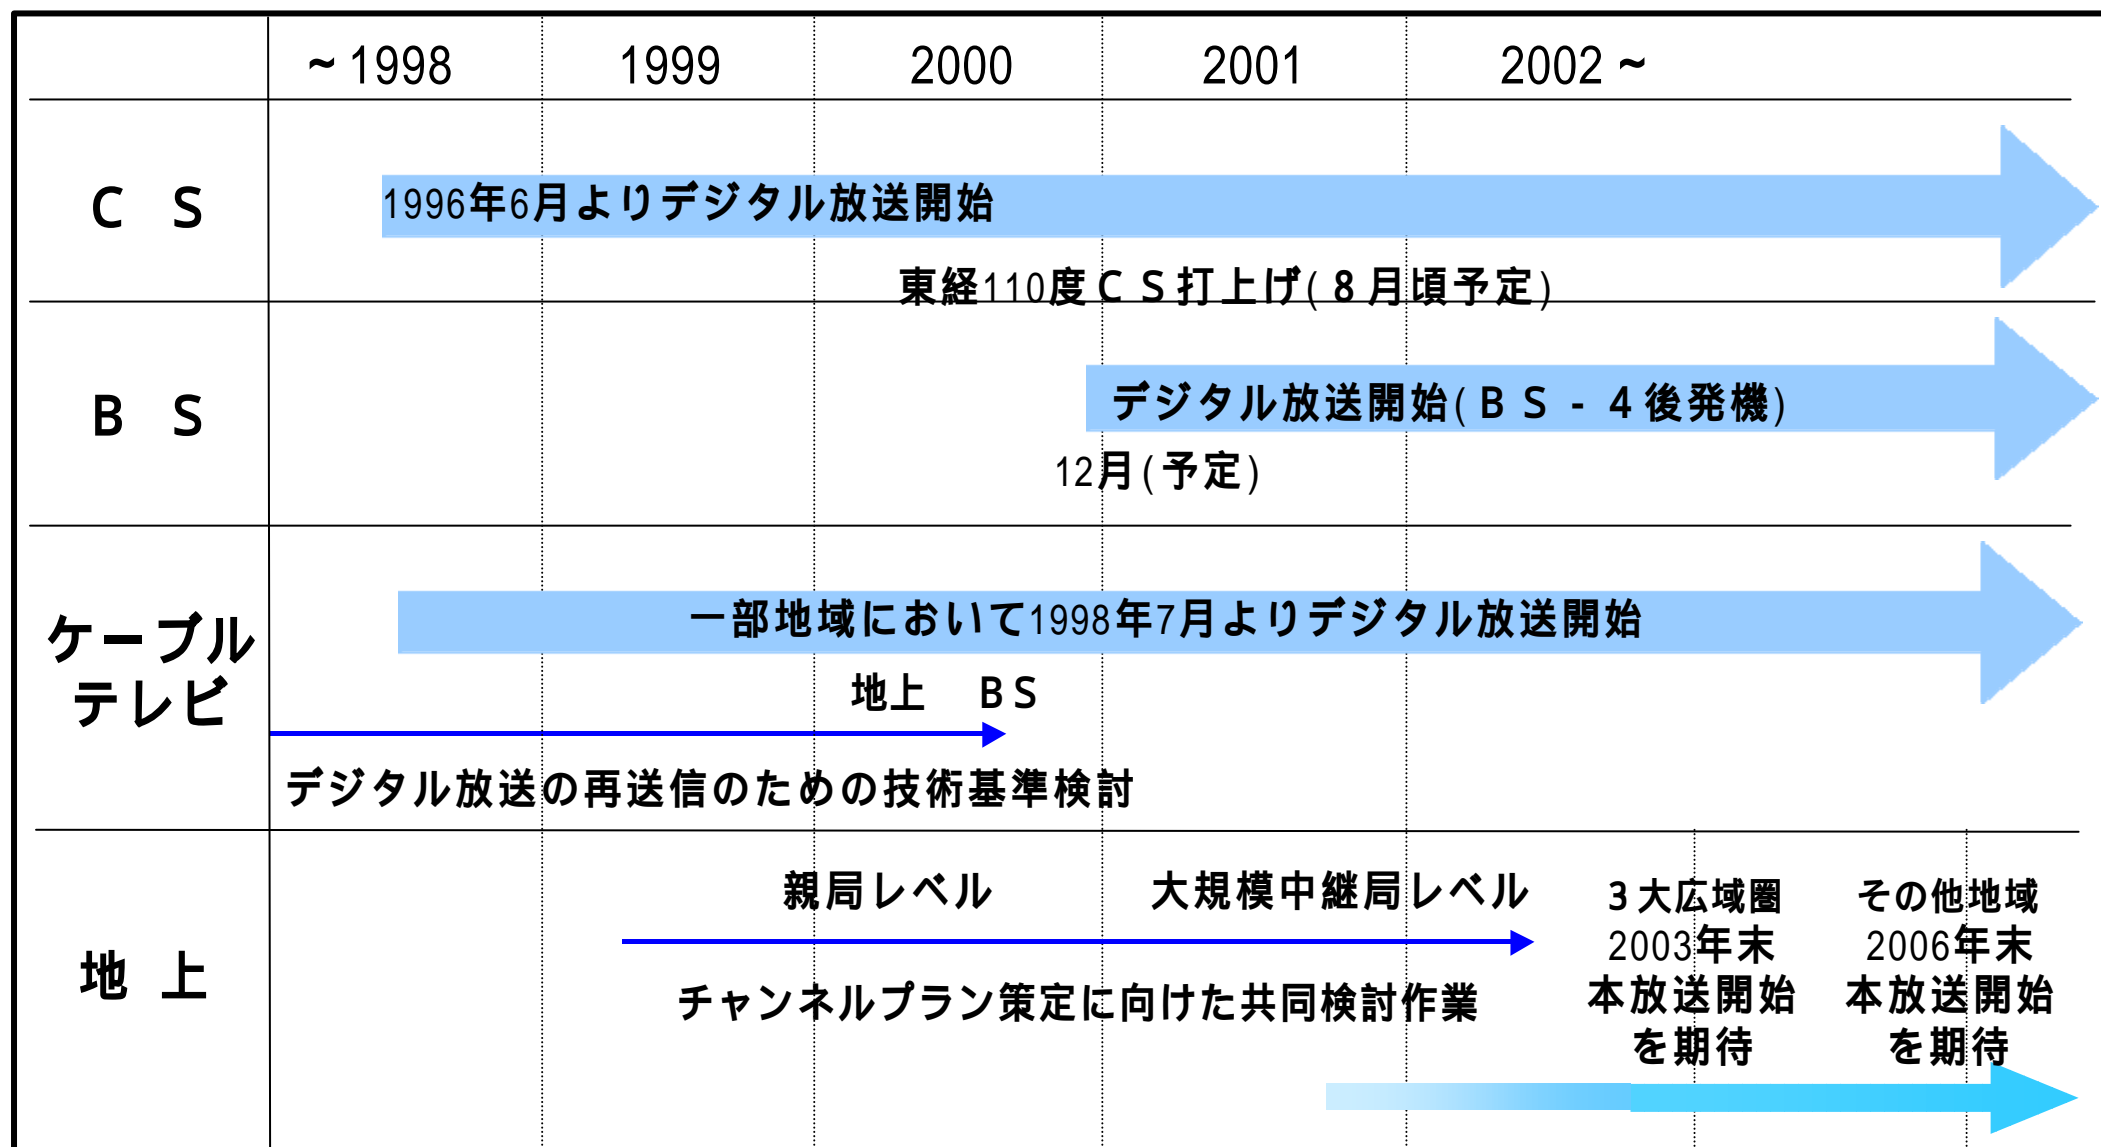 ～1998 1999 2000 2001 2002～
ＣＳ
1996年6月よりデジタル放送開始
東経110度ＣＳ打上げ(８月頃予定)
ＢＳ
デジタル放送開始(ＢＳ-４後発機)
12月(予定)
ケーブル
テレビ
一部地域において1998年7月よりデジタル放送開始
地上 ＢＳ
デジタル放送の再送信のための技術基準検討
地上
親局レベル 大規模中継局レベル
チャンネルプラン策定に向けた共同検討作業
３大広域圏
2003年末
本放送開始
を期待
その他地域
2006年末
本放送開始
を期待